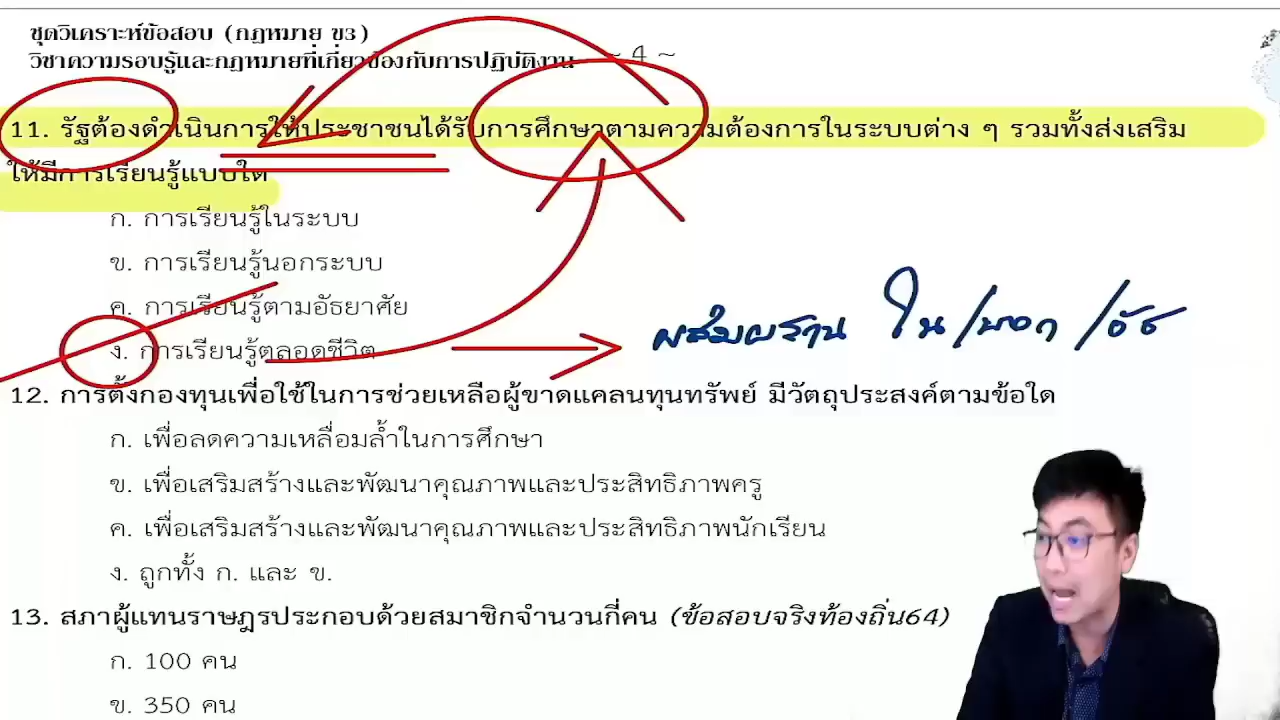 ชุดวิเคราะห์ข้อสอบ (กฎหมาย ข3)
วิชาความรอบรู้และกฎหมายที่เกี่ยวข้องกับการปฏิบัติงาน ~ 4 ~
11. รัฐต้องดำเนินการให้ประชาชนได้รับการศึกษาตามความต้องการในระบบต่าง ๆ รวมทั้งส่งเสริม
ให้มีการเรียนรู้แบบใด
ก. การเรียนรู้ในระบบ
ข. การเรียนรู้นอกระบบ
ค. การเรียนรู้ตามอัธยาศัย
ง. การเรียนรู้ตลอดชีวิต
ผสมผสาน ใน /นอก /อัธ
12. การตั้งกองทุนเพื่อใช้ในการช่วยเหลือผู้ขาดแคลนทุนทรัพย์ มีวัตถุประสงค์ตามข้อใด
ก. เพื่อลดความเหลื่อมล้ำในการศึกษา
ข. เพื่อเสริมสร้างและพัฒนาคุณภาพและประสิทธิภาพครู
ค. เพื่อเสริมสร้างและพัฒนาคุณภาพและประสิทธิภาพนักเรียน
ง. ถูกทั้ง ก. และ ข.
13. สภาผู้แทนราษฎรประกอบด้วยสมาชิกจำนวนกี่คน (ข้อสอบจริงท้องถิ่น64)
ก. 100 คน
ข. 350 คน